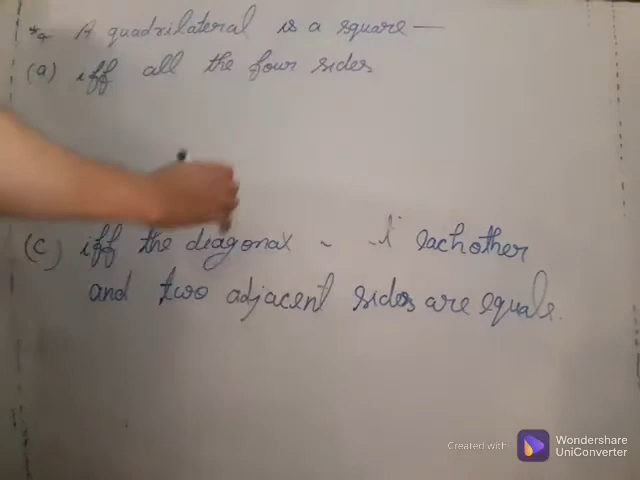 *→ A quadrilateral is a square —
(a) iff all the four sides
(c) iff the diagonal eachother
and two adjacent sides are equals.
Created with Wondershare
UniConverter